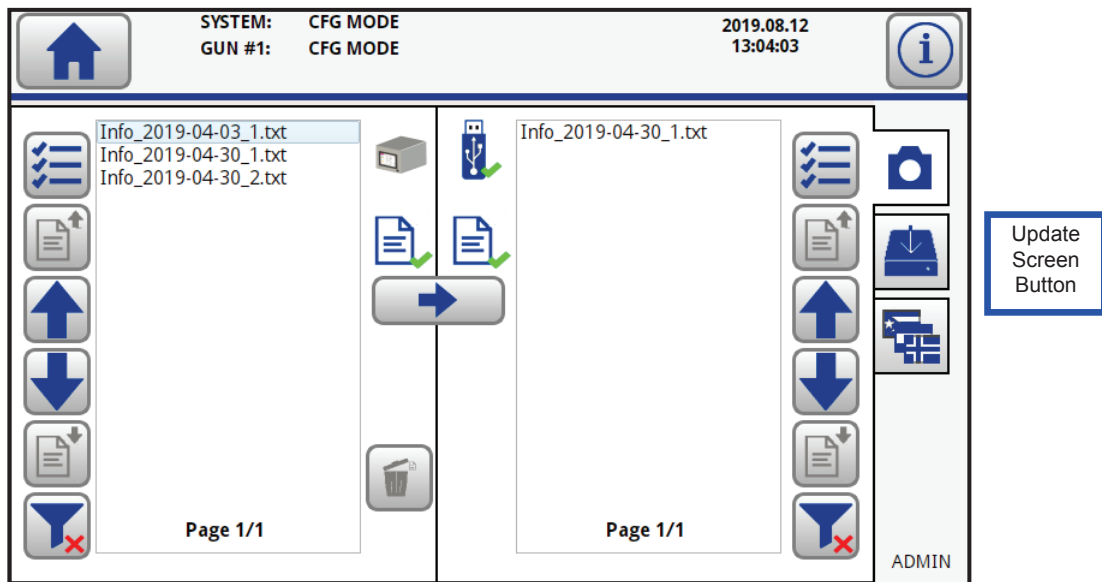 SYSTEM: CFG MODE
GUN #1: CFG MODE
2019.08.12
13:04:03
i
Info_2019-04-03_1.txt
Info_2019-04-30_1.txt
Info_2019-04-30_2.txt
Page 1/1
Info_2019-04-30_1.txt
Page 1/1
ADMIN
Update
Screen
Button